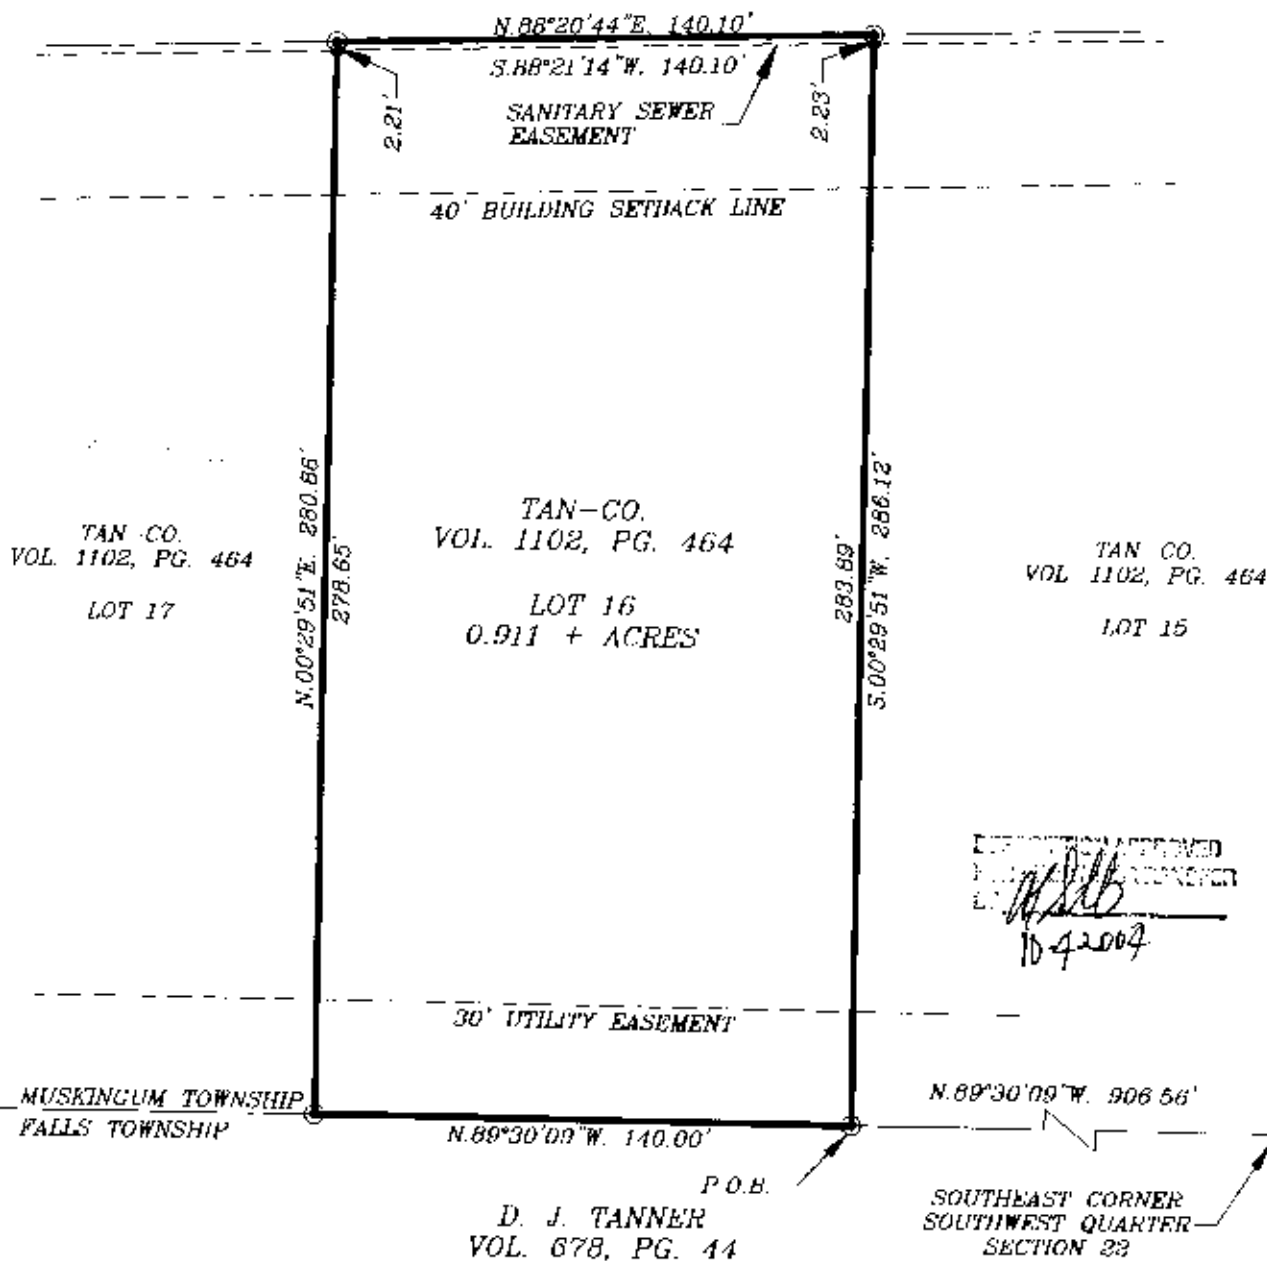 N.88°20'44"E. 140.10'
S.88°21'14"W. 140.10'
2.21'
2.23'
SANITARY SEWER
EASEMENT
40' BUILDING SETBACK LINE
N.00°29'51"E. 280.86'
278.65'
283.89'
S.00°29'51"W. 286.12'
TAN-CO.
VOL. 1102, PG. 464
LOT 17
TAN-CO.
VOL. 1102, PG. 464
LOT 16
0.911 + ACRES
TAN CO.
VOL 1102, PG. 464
LOT 15
APPROVED
10-4-2004
30' UTILITY EASEMENT
MUSKINGUM TOWNSHIP
FALLS TOWNSHIP
N.89°30'09"W. 140.00'
N.89°30'09"W. 906.56'
P.O.B.
D. J. TANNER
VOL. 678, PG. 44
SOUTHEAST CORNER
SOUTHWEST QUARTER
SECTION 22